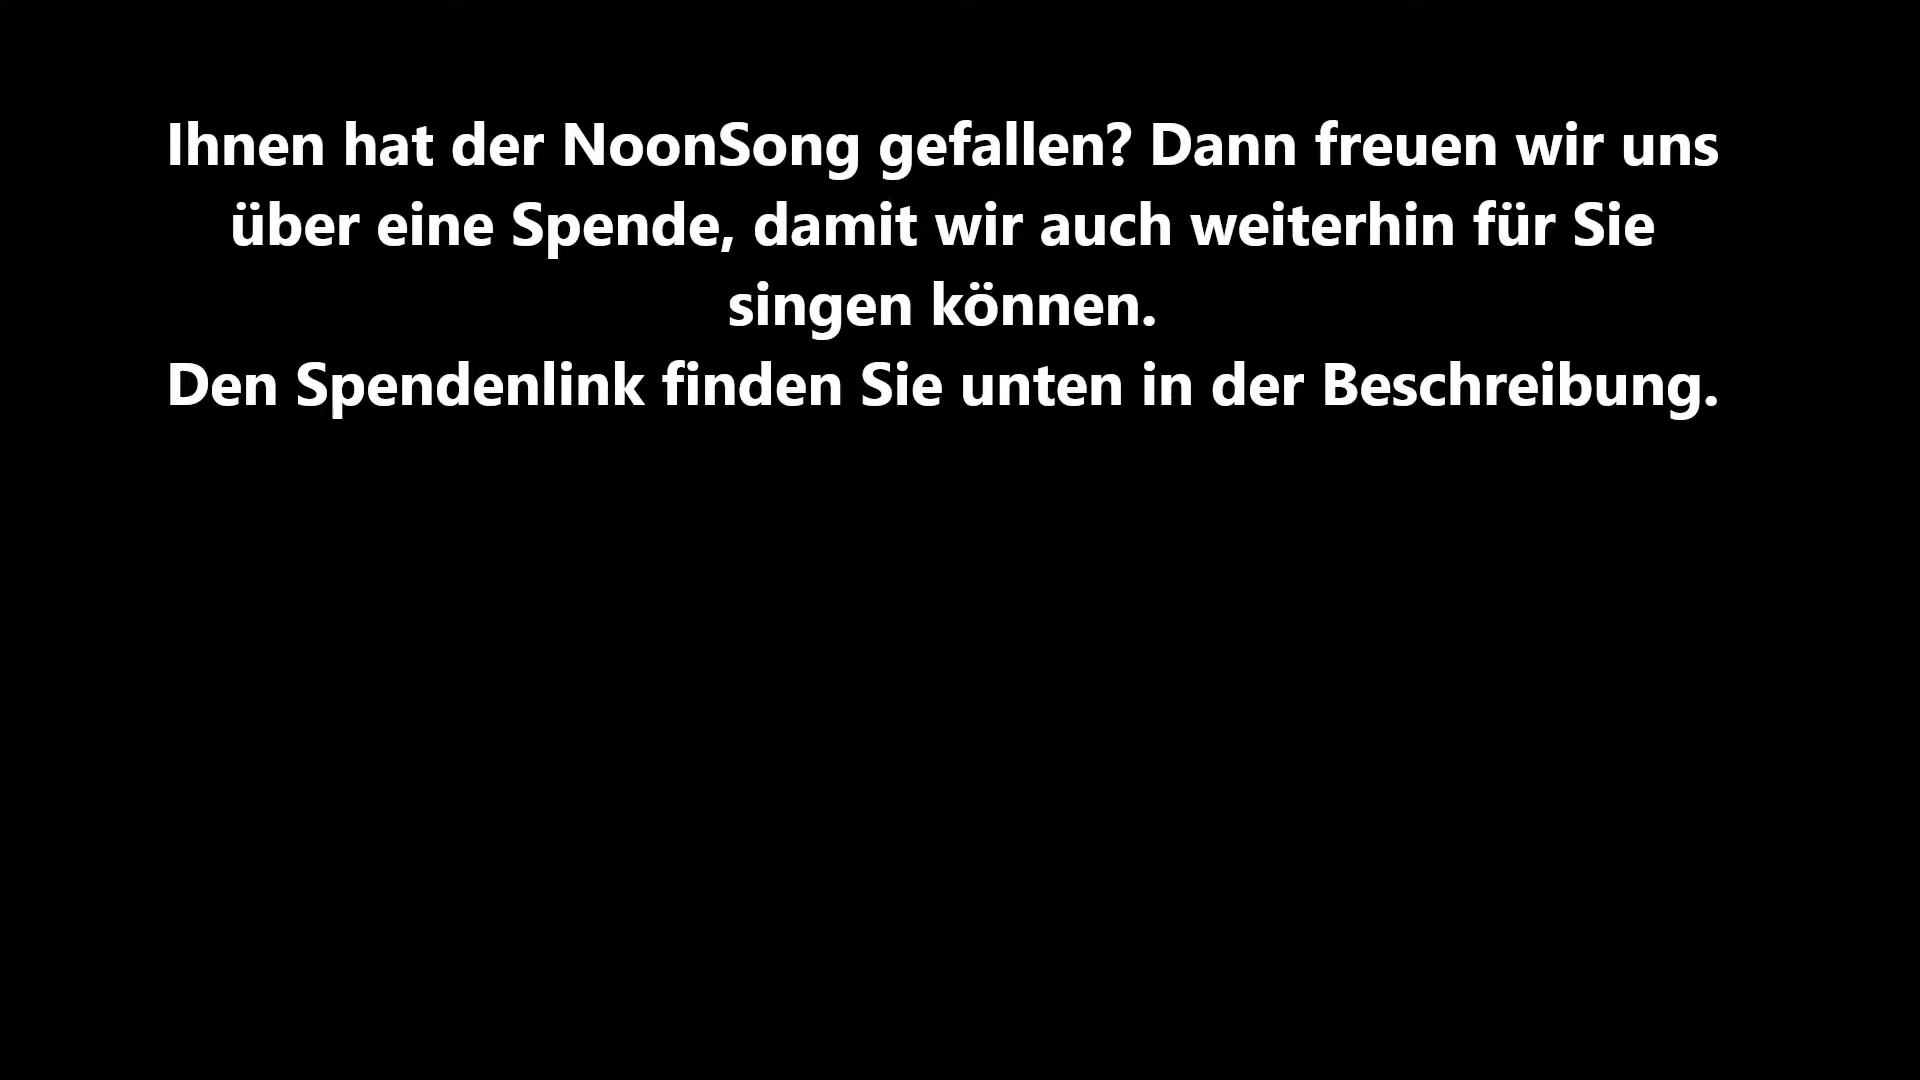 Ihnen hat der NoonSong gefallen? Dann freuen wir uns
über eine Spende, damit wir auch weiterhin für Sie
singen können.
Den Spendenlink finden Sie unten in der Beschreibung.